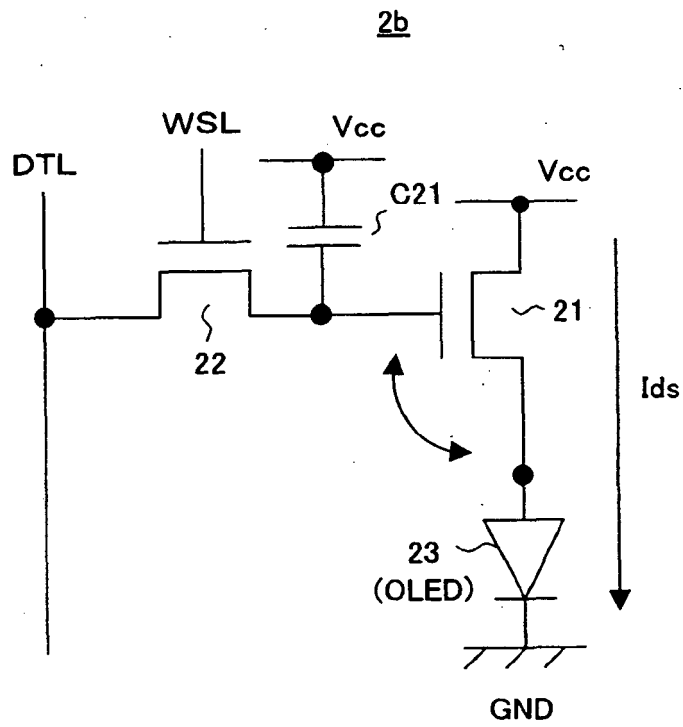 2b
WSL
Vcc
DTL
C21
Vcc
22
21
Ids
23
(OLED)
GND